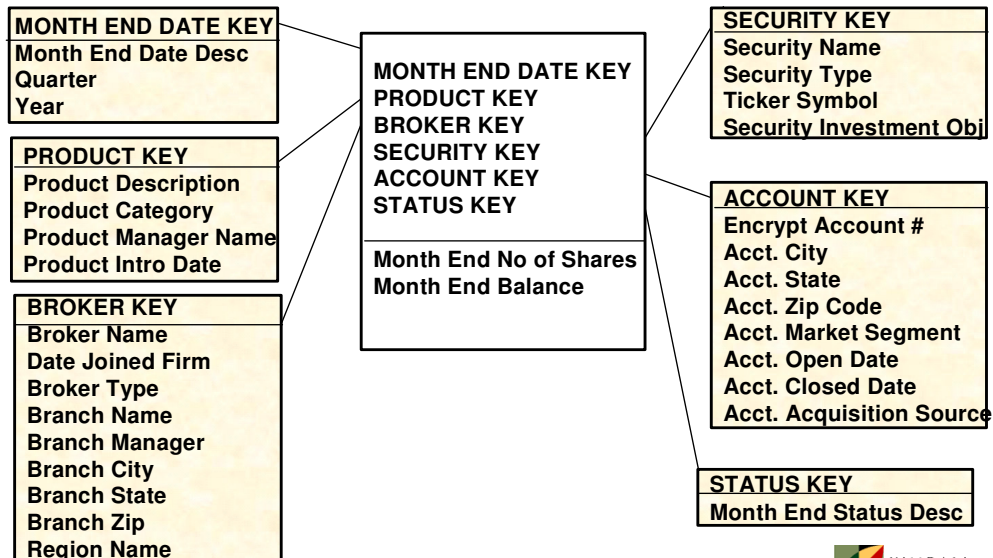 MONTH END DATE KEY
Month End Date Desc
Quarter
Year
PRODUCT KEY
Product Description
Product Category
Product Manager Name
Product Intro Date
BROKER KEY
Broker Name
Date Joined Firm
Broker Type
Branch Name
Branch Manager
Branch City
Branch State
Branch Zip
Region Name
MONTH END DATE KEY
PRODUCT KEY
BROKER KEY
SECURITY KEY
ACCOUNT KEY
STATUS KEY
Month End No of Shares
Month End Balance
SECURITY KEY
Security Name
Security Type
Ticker Symbol
Security Investment Obj
ACCOUNT KEY
Encrypt Account #
Acct. City
Acct. State
Acct. Zip Code
Acct. Market Segment
Acct. Open Date
Acct. Closed Date
Acct. Acquisition Source
STATUS KEY
Month End Status Desc